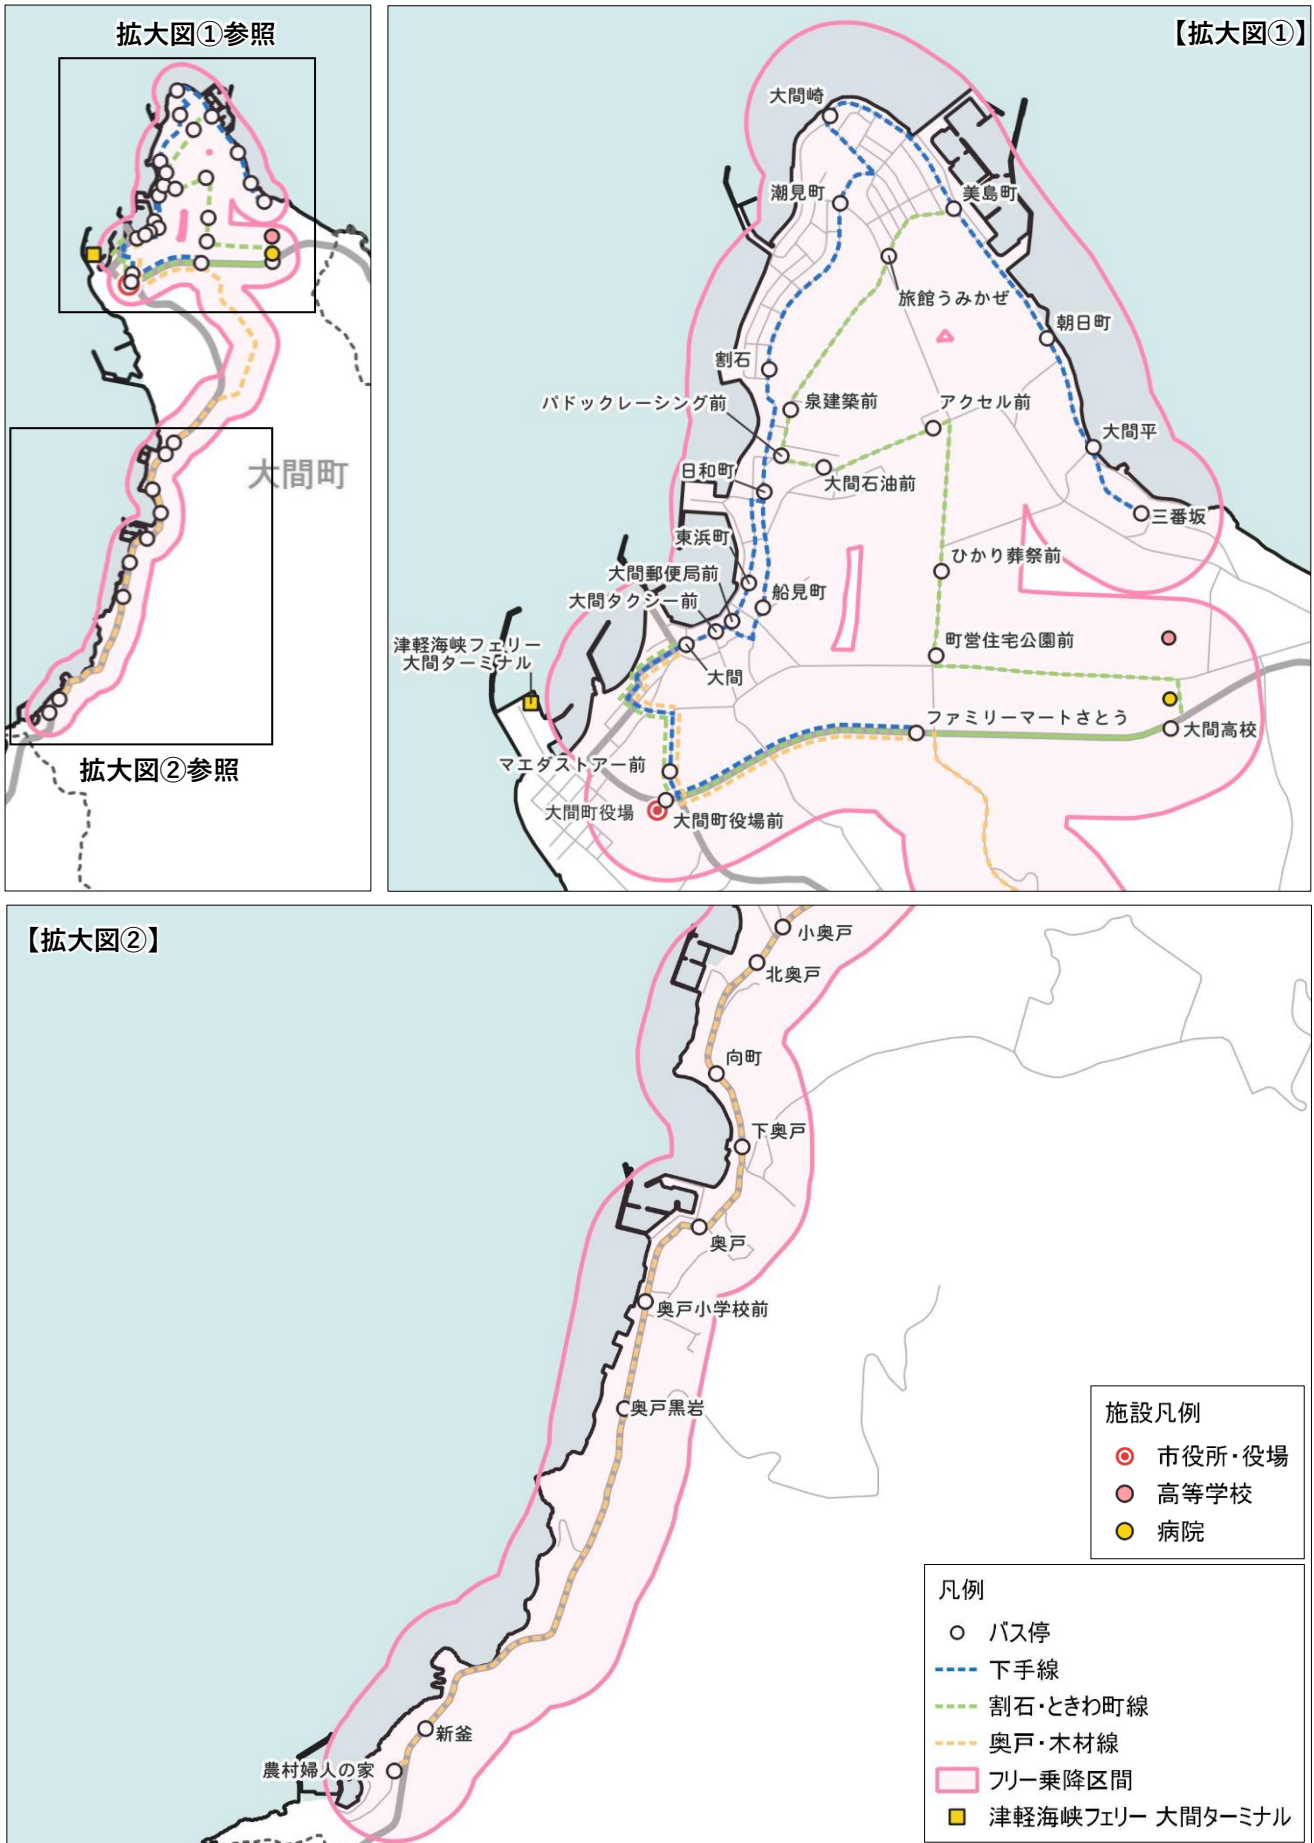 拡大図①参照
大間町
拡大図②参照
【拡大図①】
大間崎
潮見町
美島町
旅館うみかぜ
朝日町
割石
パドックレーシング前
泉建築前
アクセル前
大間平
日和町
大間石油前
三番坂
東浜町
ひかり葬祭前
大間郵便局前
船見町
大間タクシー前
町営住宅公園前
津軽海峡フェリー
大間ターミナル
大間
ファミリーマートさとう
大間高校
マエダストアー前
大間町役場
大間町役場前
【拡大図②】
小奥戸
北奥戸
向町
下奥戸
奥戸
奥戸小学校前
奥戸黒岩
新釜
農村婦人の家
施設凡例
市役所・役場
高等学校
病院
凡例
バス停
下手線
割石・ときわ町線
奥戸・木材線
フリー乗降区間
津軽海峡フェリー 大間ターミナル